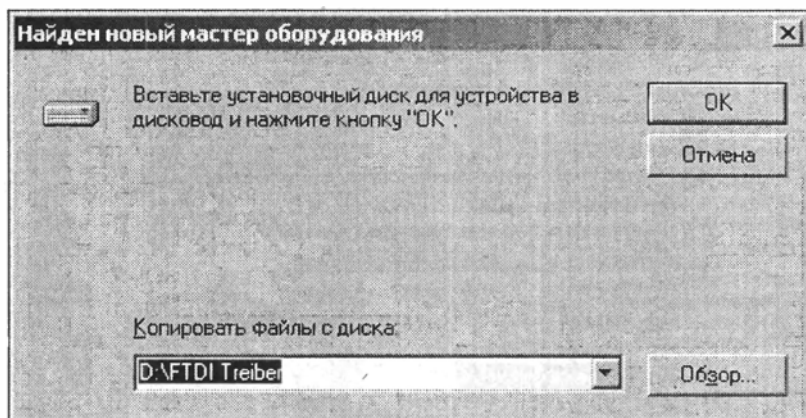 Найден новый мастер оборудования
Вставьте установочный диск для устройства в
дисковод и нажмите кнопку "OK".
OK
Отмена
Копировать файлы с диска:
D:\FTDI Treiber
Обзор...